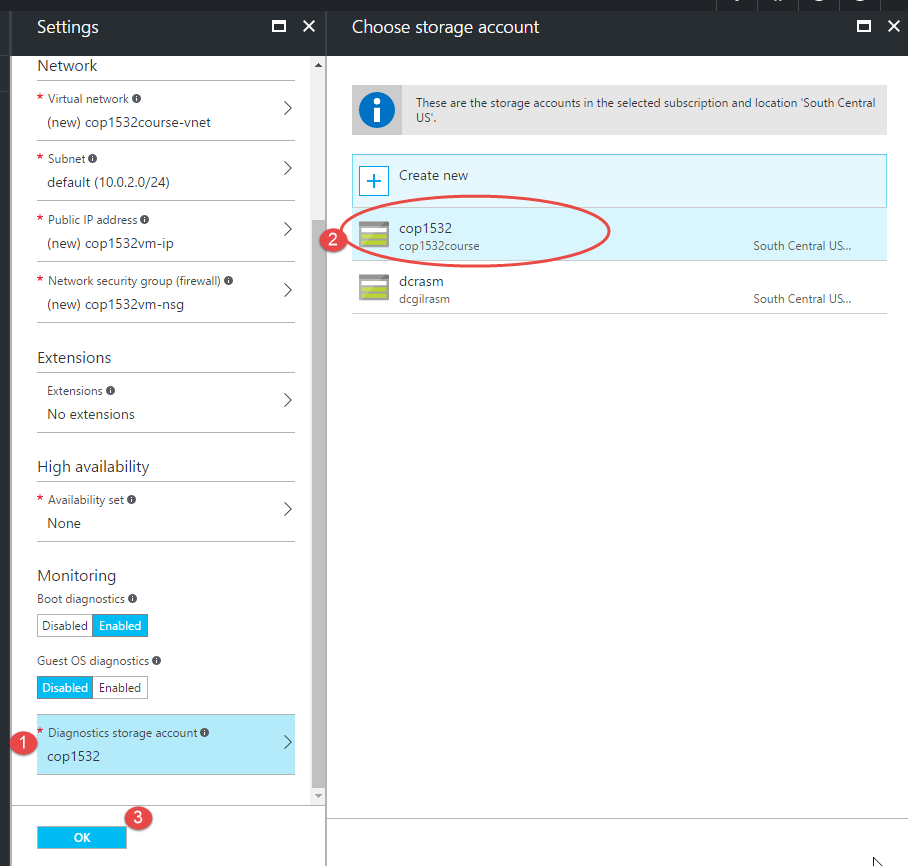 Settings
Network
* Virtual network
(new) cop1532course-vnet
* Subnet
default (10.0.2.0/24)
* Public IP address
(new) cop1532vm-ip
* Network security group (firewall)
(new) cop1532vm-nsg
Extensions
Extensions
No extensions
High availability
* Availability set
None
Monitoring
Boot diagnostics
Disabled Enabled
Guest OS diagnostics
Disabled Enabled
1
* Diagnostics storage account
cop1532
3
OK
Choose storage account
These are the storage accounts in the selected subscription and location 'South Central
US'.
Create new
2
cop1532
cop1532course South Central US...
dcrasm
dcgilrasm South Central US...